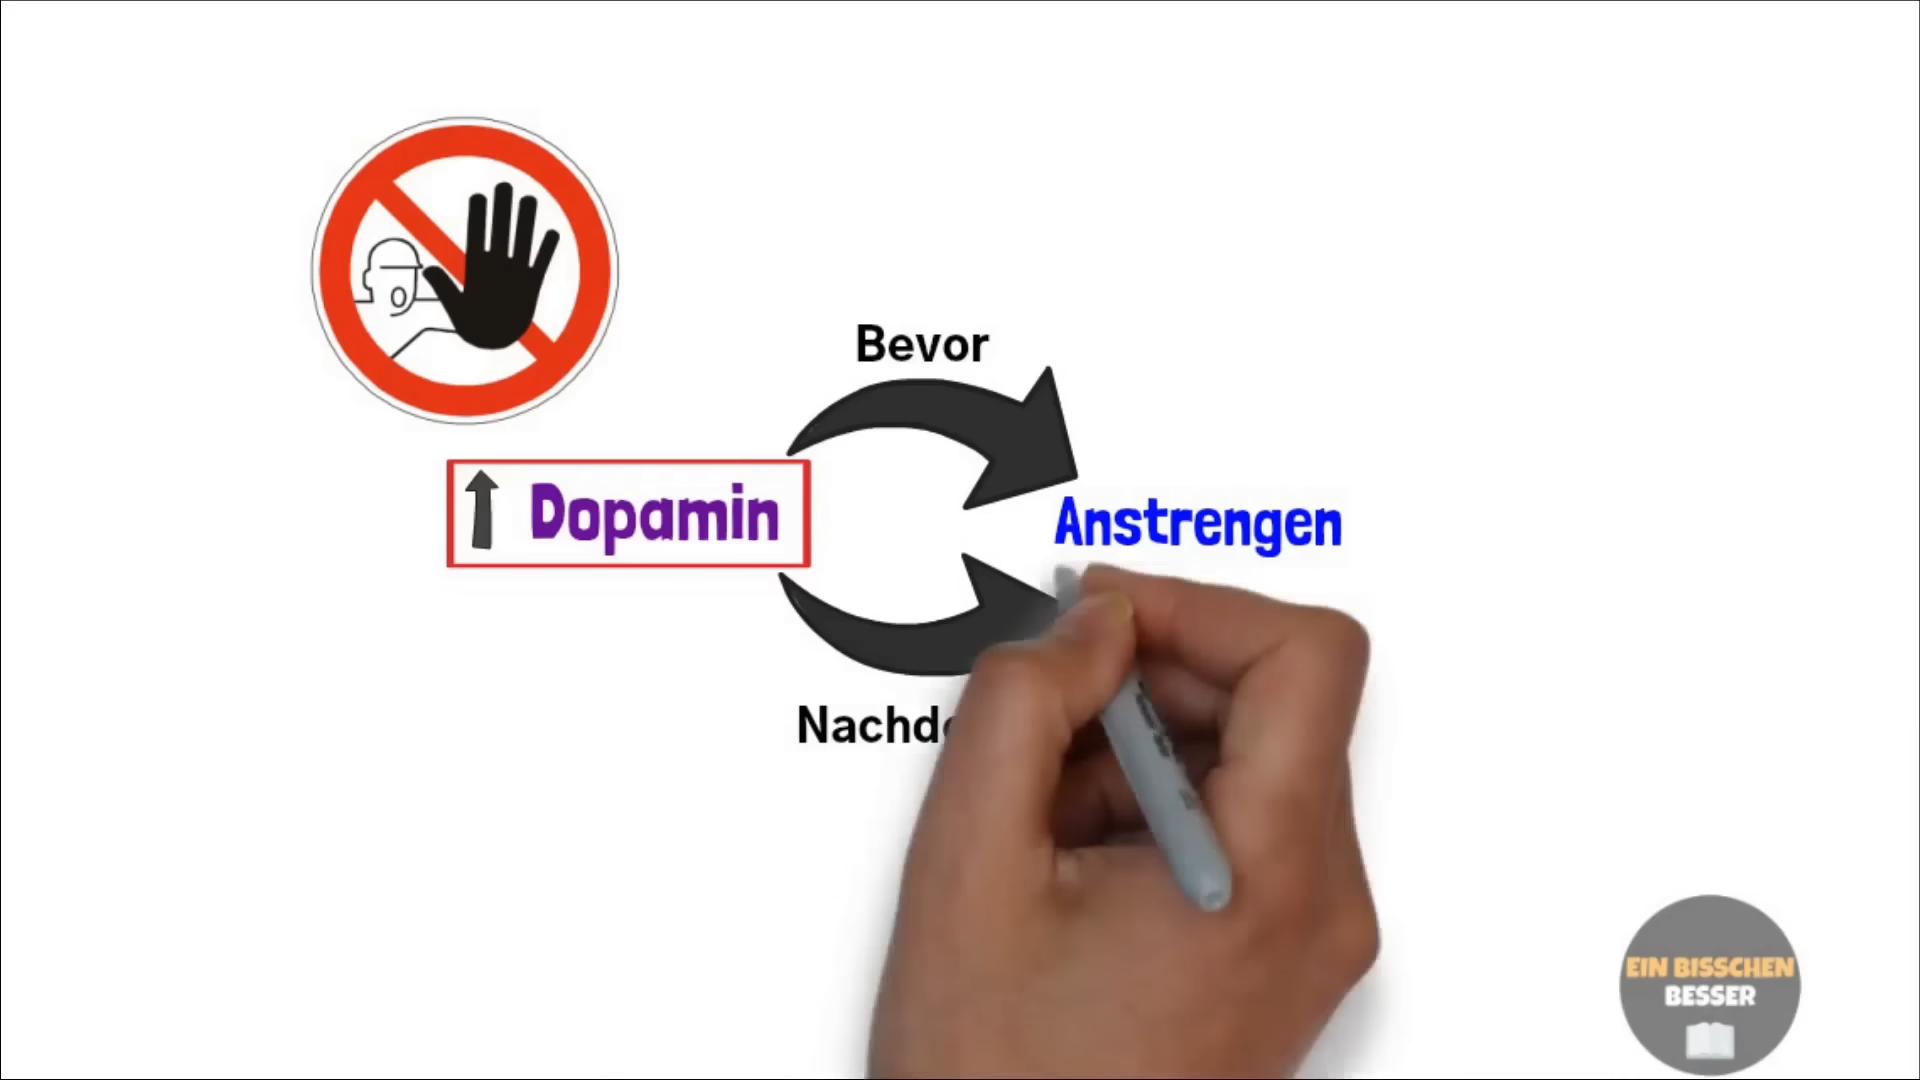 Bevor
Dopamin
Anstrengen
EIN BISSCHEN
BESSER